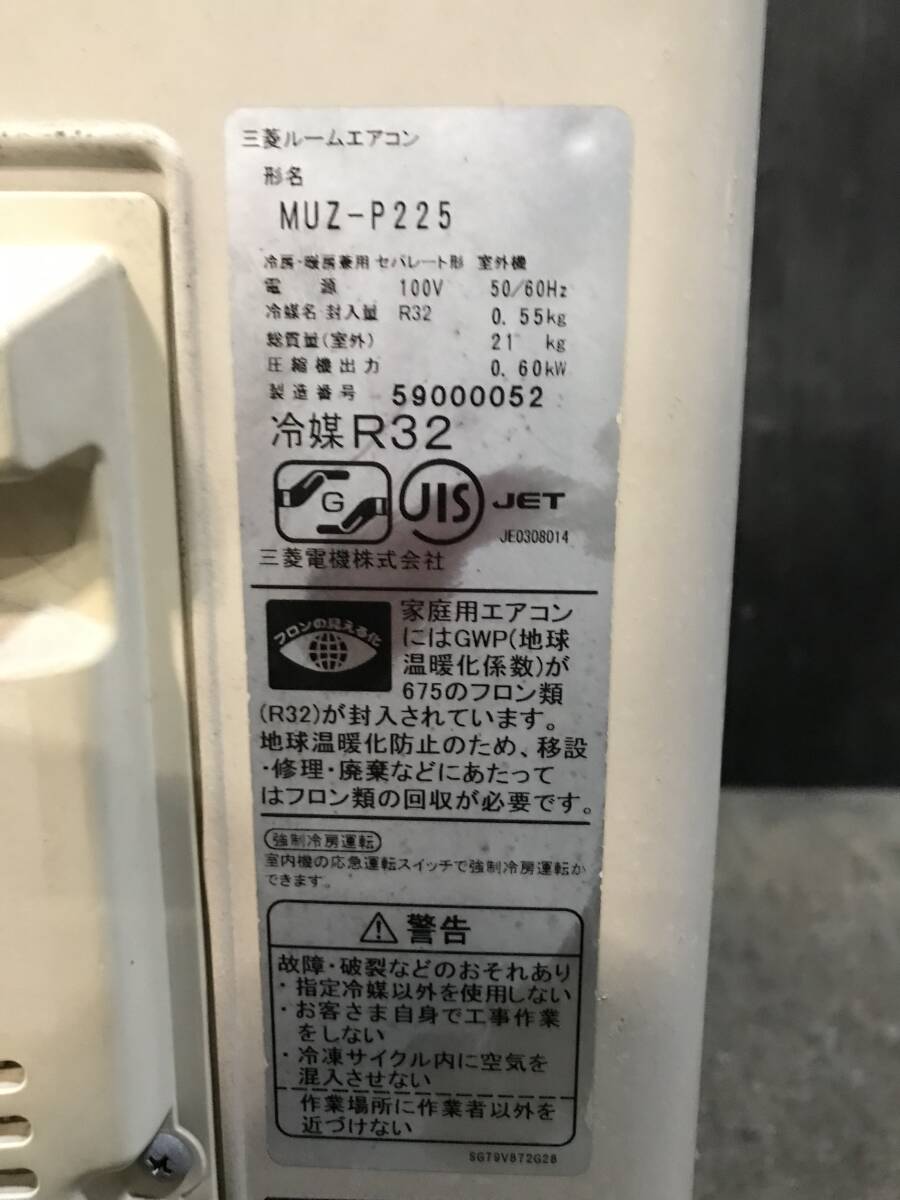 三菱ルームエアコン
形名
MUZ-P225
冷房・暖房兼用 セパレート形 室外機
電源 100V 50/60Hz
冷媒名・封入量 R32 0.55kg
総質量(室外) 21 kg
圧縮機出力 0.60kW
製造番号 59000052
冷媒R32
G JIS JET
JE0308014
三菱電機株式会社
フロンの見える化
家庭用エアコン
にはGWP(地球
温暖化係数)が
675のフロン類
(R32)が封入されています。
地球温暖化防止のため、移設
・修理・廃棄などにあたって
はフロン類の回収が必要です。
強制冷房運転
室内機の応急運転スイッチで強制冷房運転が
できます。
警告
故障・破裂などのおそれあり
・指定冷媒以外を使用しない
・お客さま自身で工事作業
をしない
・冷凍サイクル内に空気を
混入させない
作業場所に作業者以外を
近づけない
SG79V872G28